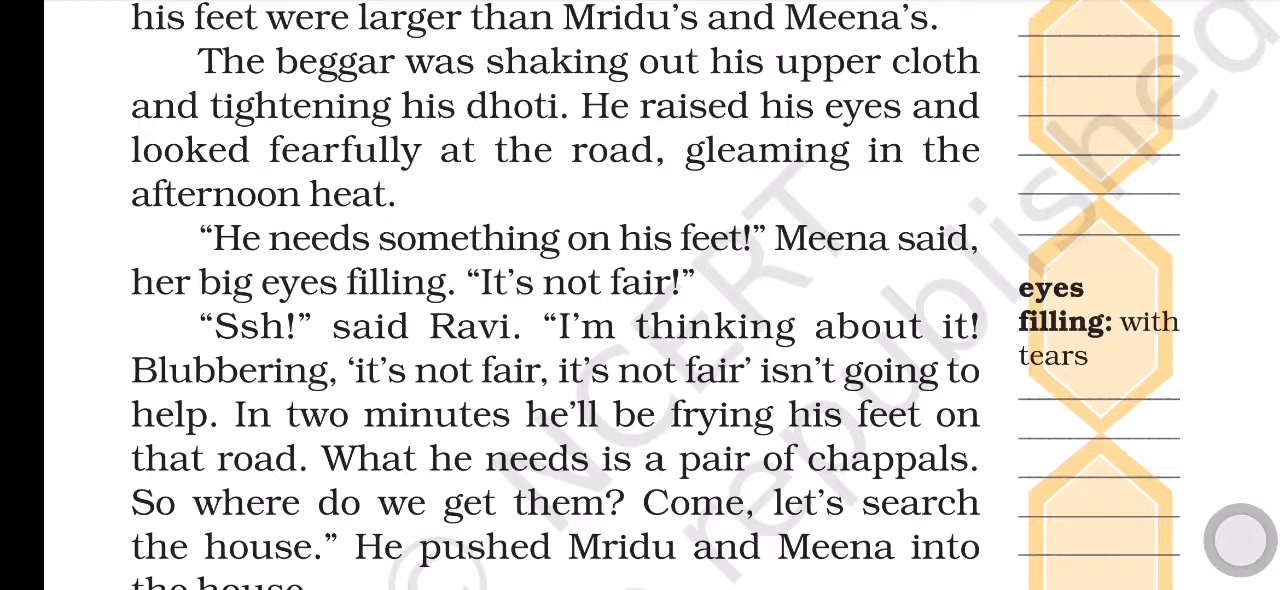 his feet were larger than Mridu’s and Meena’s.
The beggar was shaking out his upper cloth
and tightening his dhoti. He raised his eyes and
looked fearfully at the road, gleaming in the
afternoon heat.
“He needs something on his feet!” Meena said,
her big eyes filling. “It’s not fair!”
“Ssh!” said Ravi. “I’m thinking about it!
Blubbering, ‘it’s not fair, it’s not fair’ isn’t going to
help. In two minutes he’ll be frying his feet on
that road. What he needs is a pair of chappals.
So where do we get them? Come, let’s search
the house.” He pushed Mridu and Meena into
the house.
eyes
filling: with
tears
© NCERT
republished